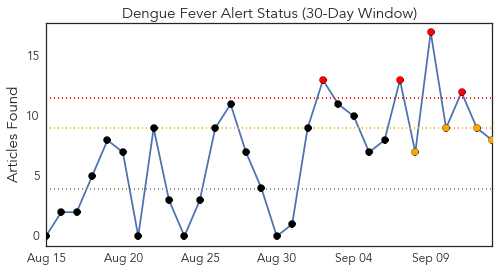 Dengue Fever Alert Status (30-Day Window)
Articles Found
15
10
5
0
Aug 15 Aug 20 Aug 25 Aug 30 Sep 04 Sep 09